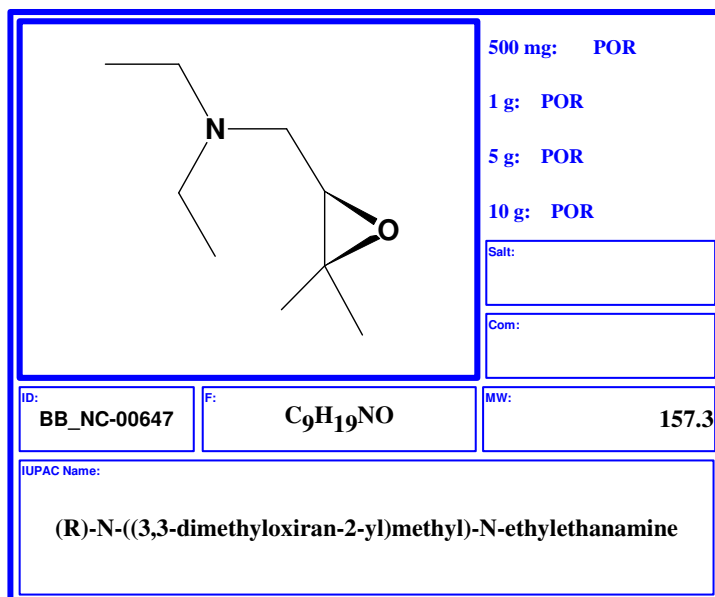 500 mg: POR
1 g: POR
5 g: POR
10 g: POR
N
O
Salt:
Com:
ID:
BB_NC-00647
F:
C9H19NO
MW:
157.3
IUPAC Name:
(R)-N-((3,3-dimethyloxiran-2-yl)methyl)-N-ethylethanamine